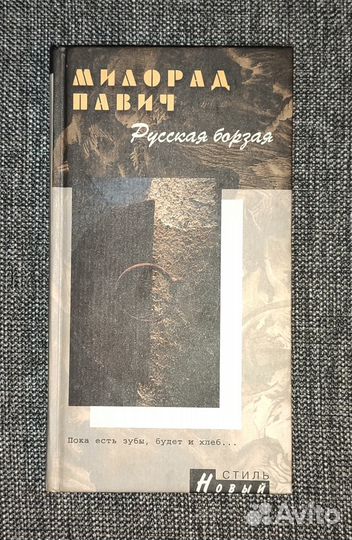 МИЛОРАД
ПАВИЧ
Русская борзая
Пока есть зубы, будет и хлеб...
СТИЛЬ
НОВЫЙ
Avito